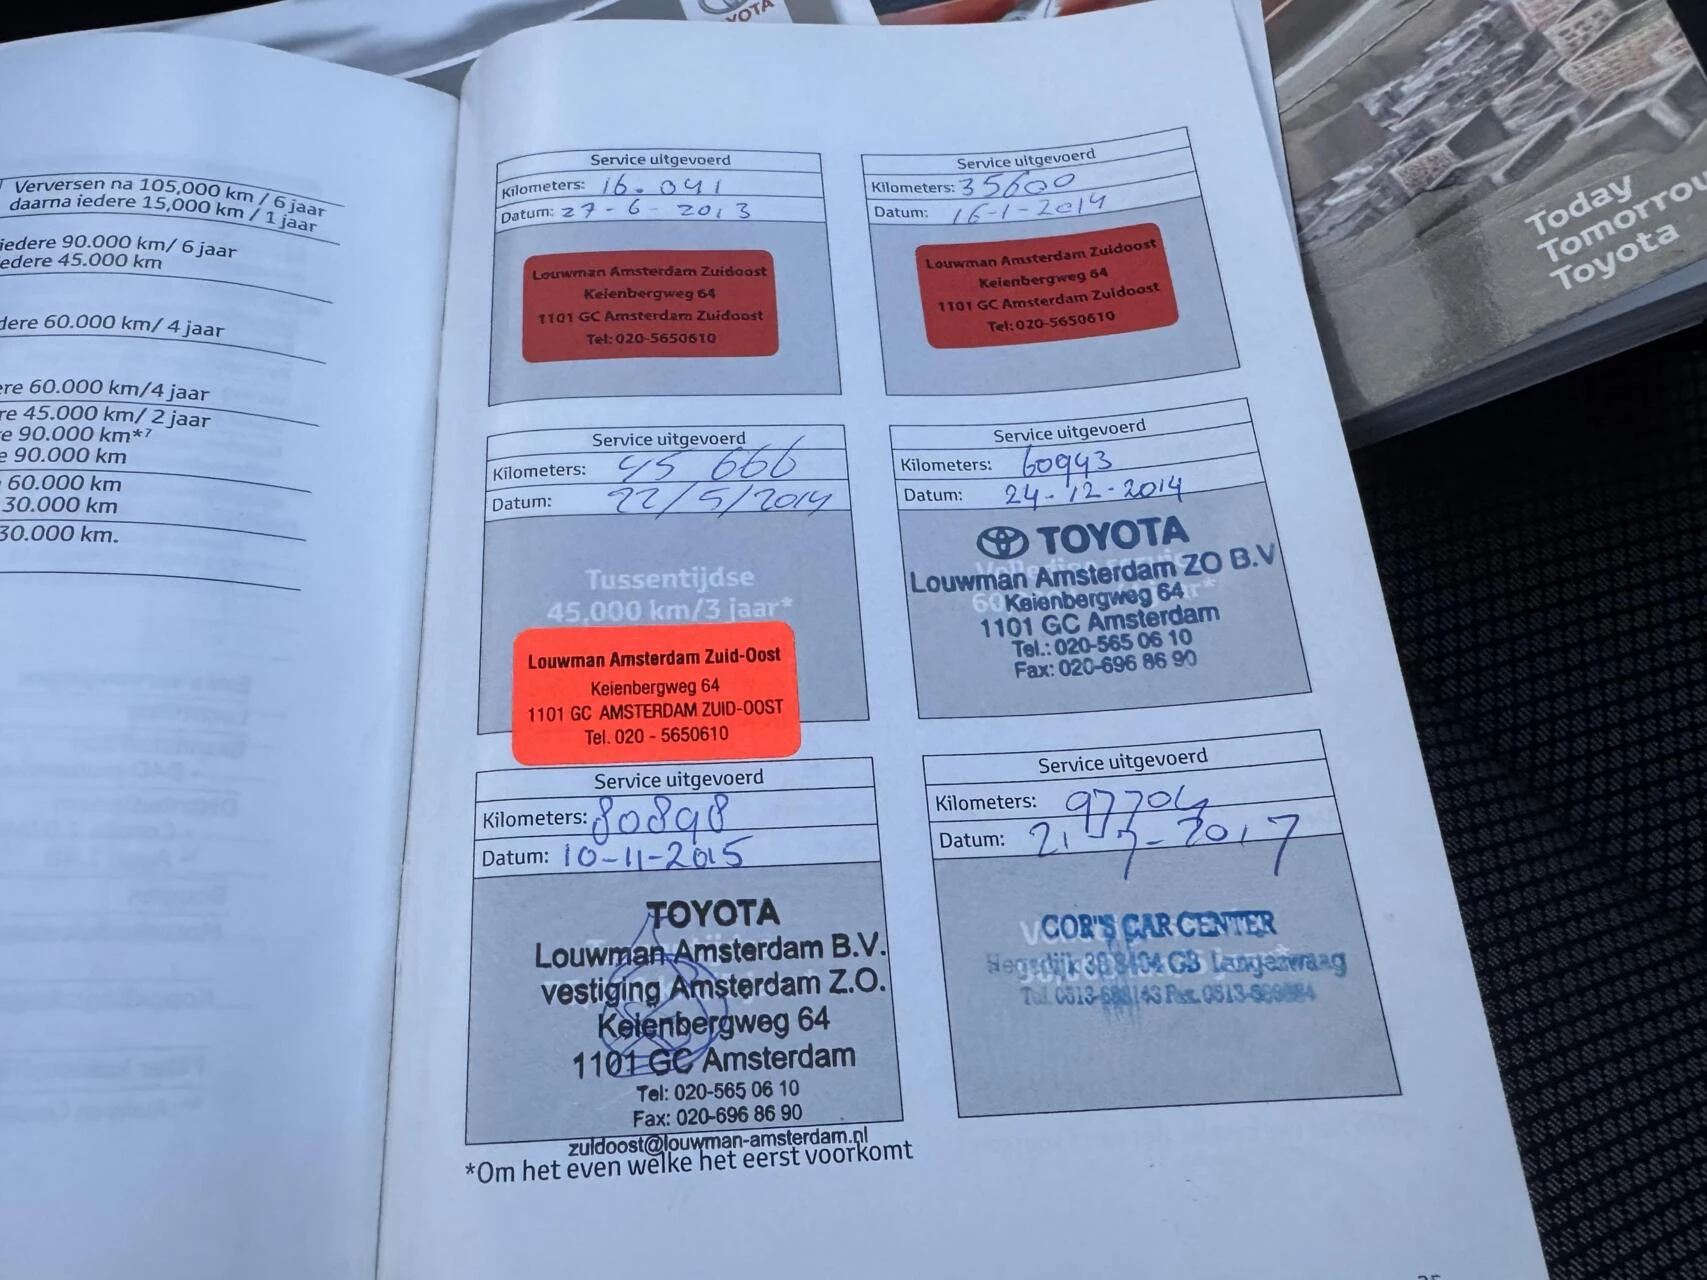 YOTA
Verversen na 105,000 km / 6 jaar
daarna iedere 15,000 km / 1 jaar
iedere 90.000 km/ 6 jaar
edere 45.000 km
dere 60.000 km/ 4 jaar
ere 60.000 km/4 jaar
re 45.000 km/ 2 jaar
e 90.000 km*7
e 90.000 km
60.000 km
30.000 km
30.000 km.
Service uitgevoerd
Kilometers: 16.041
Datum: 27-6-2013
Louwman Amsterdam Zuidoost
Keienbergweg 64
1101 GC Amsterdam Zuidoost
Tel: 020-5650610
Service uitgevoerd
Kilometers: 35600
Datum: 16-1-2014
Louwman Amsterdam Zuidoost
Keienbergweg 64
1101 GC Amsterdam Zuidoost
Tel: 020-5650610
Service uitgevoerd
Kilometers: 45 666
Datum: 22/5/2014
Tussentijdse
45,000 km/3 jaar*
Louwman Amsterdam Zuid-Oost
Keienbergweg 64
1101 GC AMSTERDAM ZUID-OOST
Tel. 020 - 5650610
Service uitgevoerd
Kilometers: 60943
Datum: 24-12-2014
TOYOTA
Louwman Amsterdam ZO B.V
Keienbergweg 64
1101 GC Amsterdam
Tel.: 020-565 06 10
Fax: 020-696 86 90
Service uitgevoerd
Kilometers: 80898
Datum: 10-11-2015
TOYOTA
Louwman Amsterdam B.V.
vestiging Amsterdam Z.O.
Keienbergweg 64
1101 GC Amsterdam
Tel: 020-565 06 10
Fax: 020-696 86 90
zuidoost@louwman-amsterdam.nl
Service uitgevoerd
Kilometers: 97704
Datum: 21-7-2017
COR'S CAR CENTER
8404 GB Langezwaag
*Om het even welke het eerst voorkomt
Today
Tomorrow
Toyota